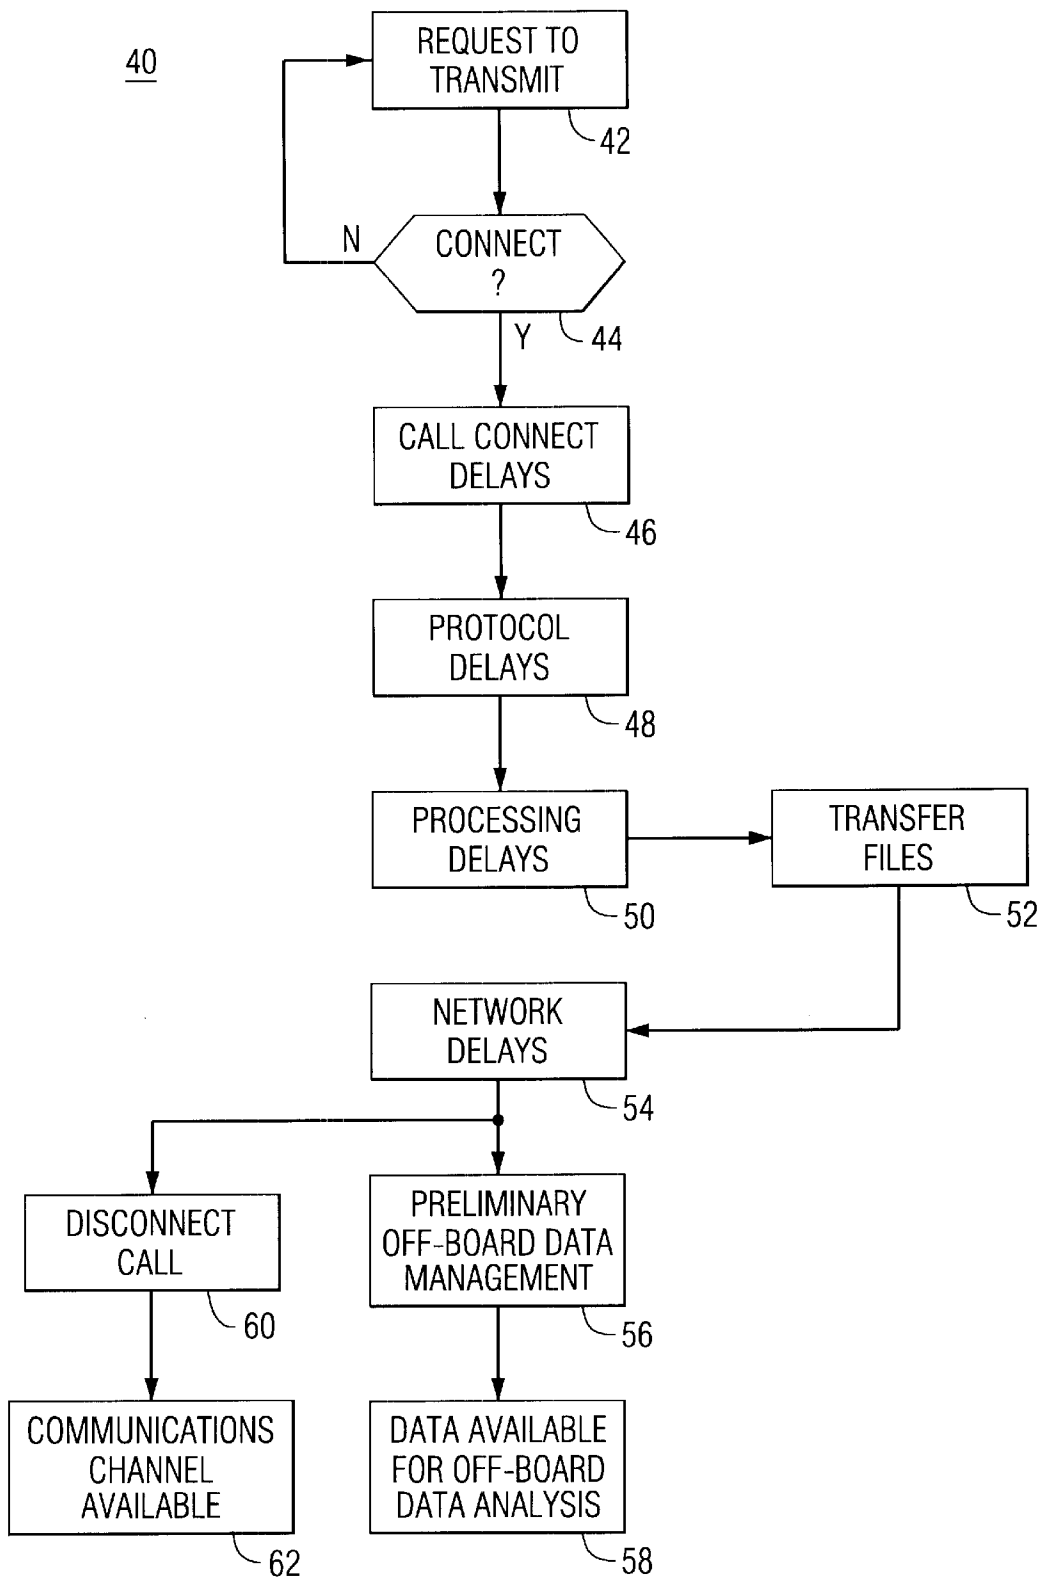 40
REQUEST TO
TRANSMIT
42
CONNECT
?
N
44
Y
CALL CONNECT
DELAYS
46
PROTOCOL
DELAYS
48
PROCESSING
DELAYS
50
TRANSFER
FILES
52
NETWORK
DELAYS
54
DISCONNECT
CALL
60
PRELIMINARY
OFF-BOARD DATA
MANAGEMENT
56
COMMUNICATIONS
CHANNEL
AVAILABLE
62
DATA AVAILABLE
FOR OFF-BOARD
DATA ANALYSIS
58